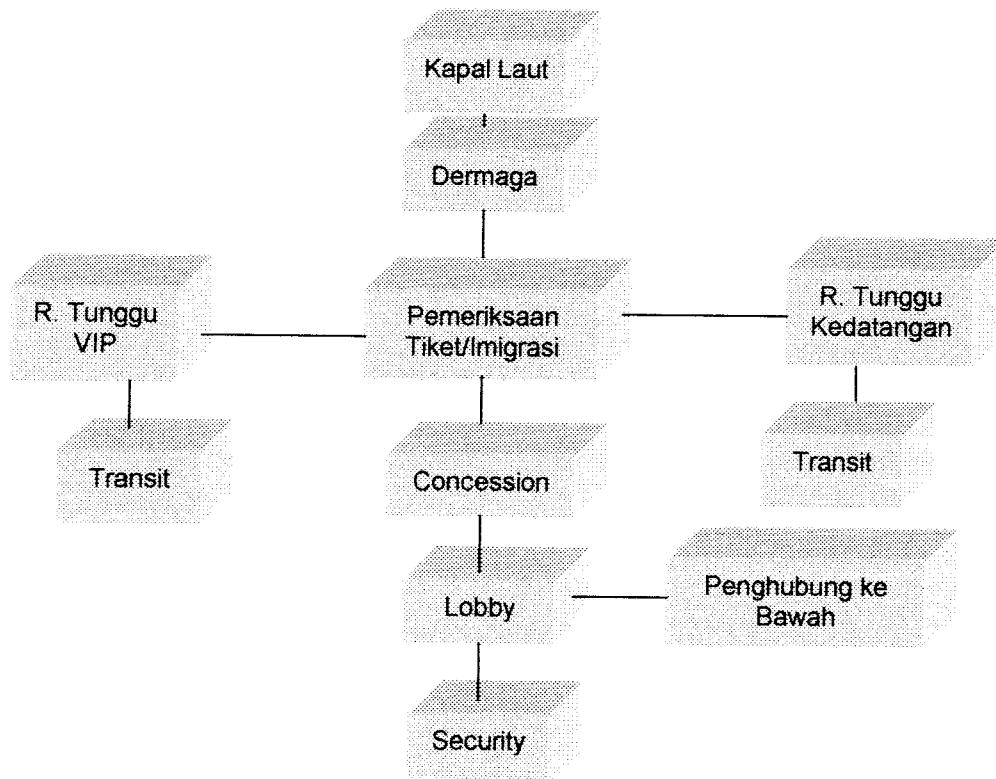 Kapal Laut
Dermaga
R. Tunggu
VIP
Pemeriksaan
Tiket/Imigrasi
R. Tunggu
Kedatangan
Transit
Concession
Transit
Lobby
Penghubung ke
Bawah
Security